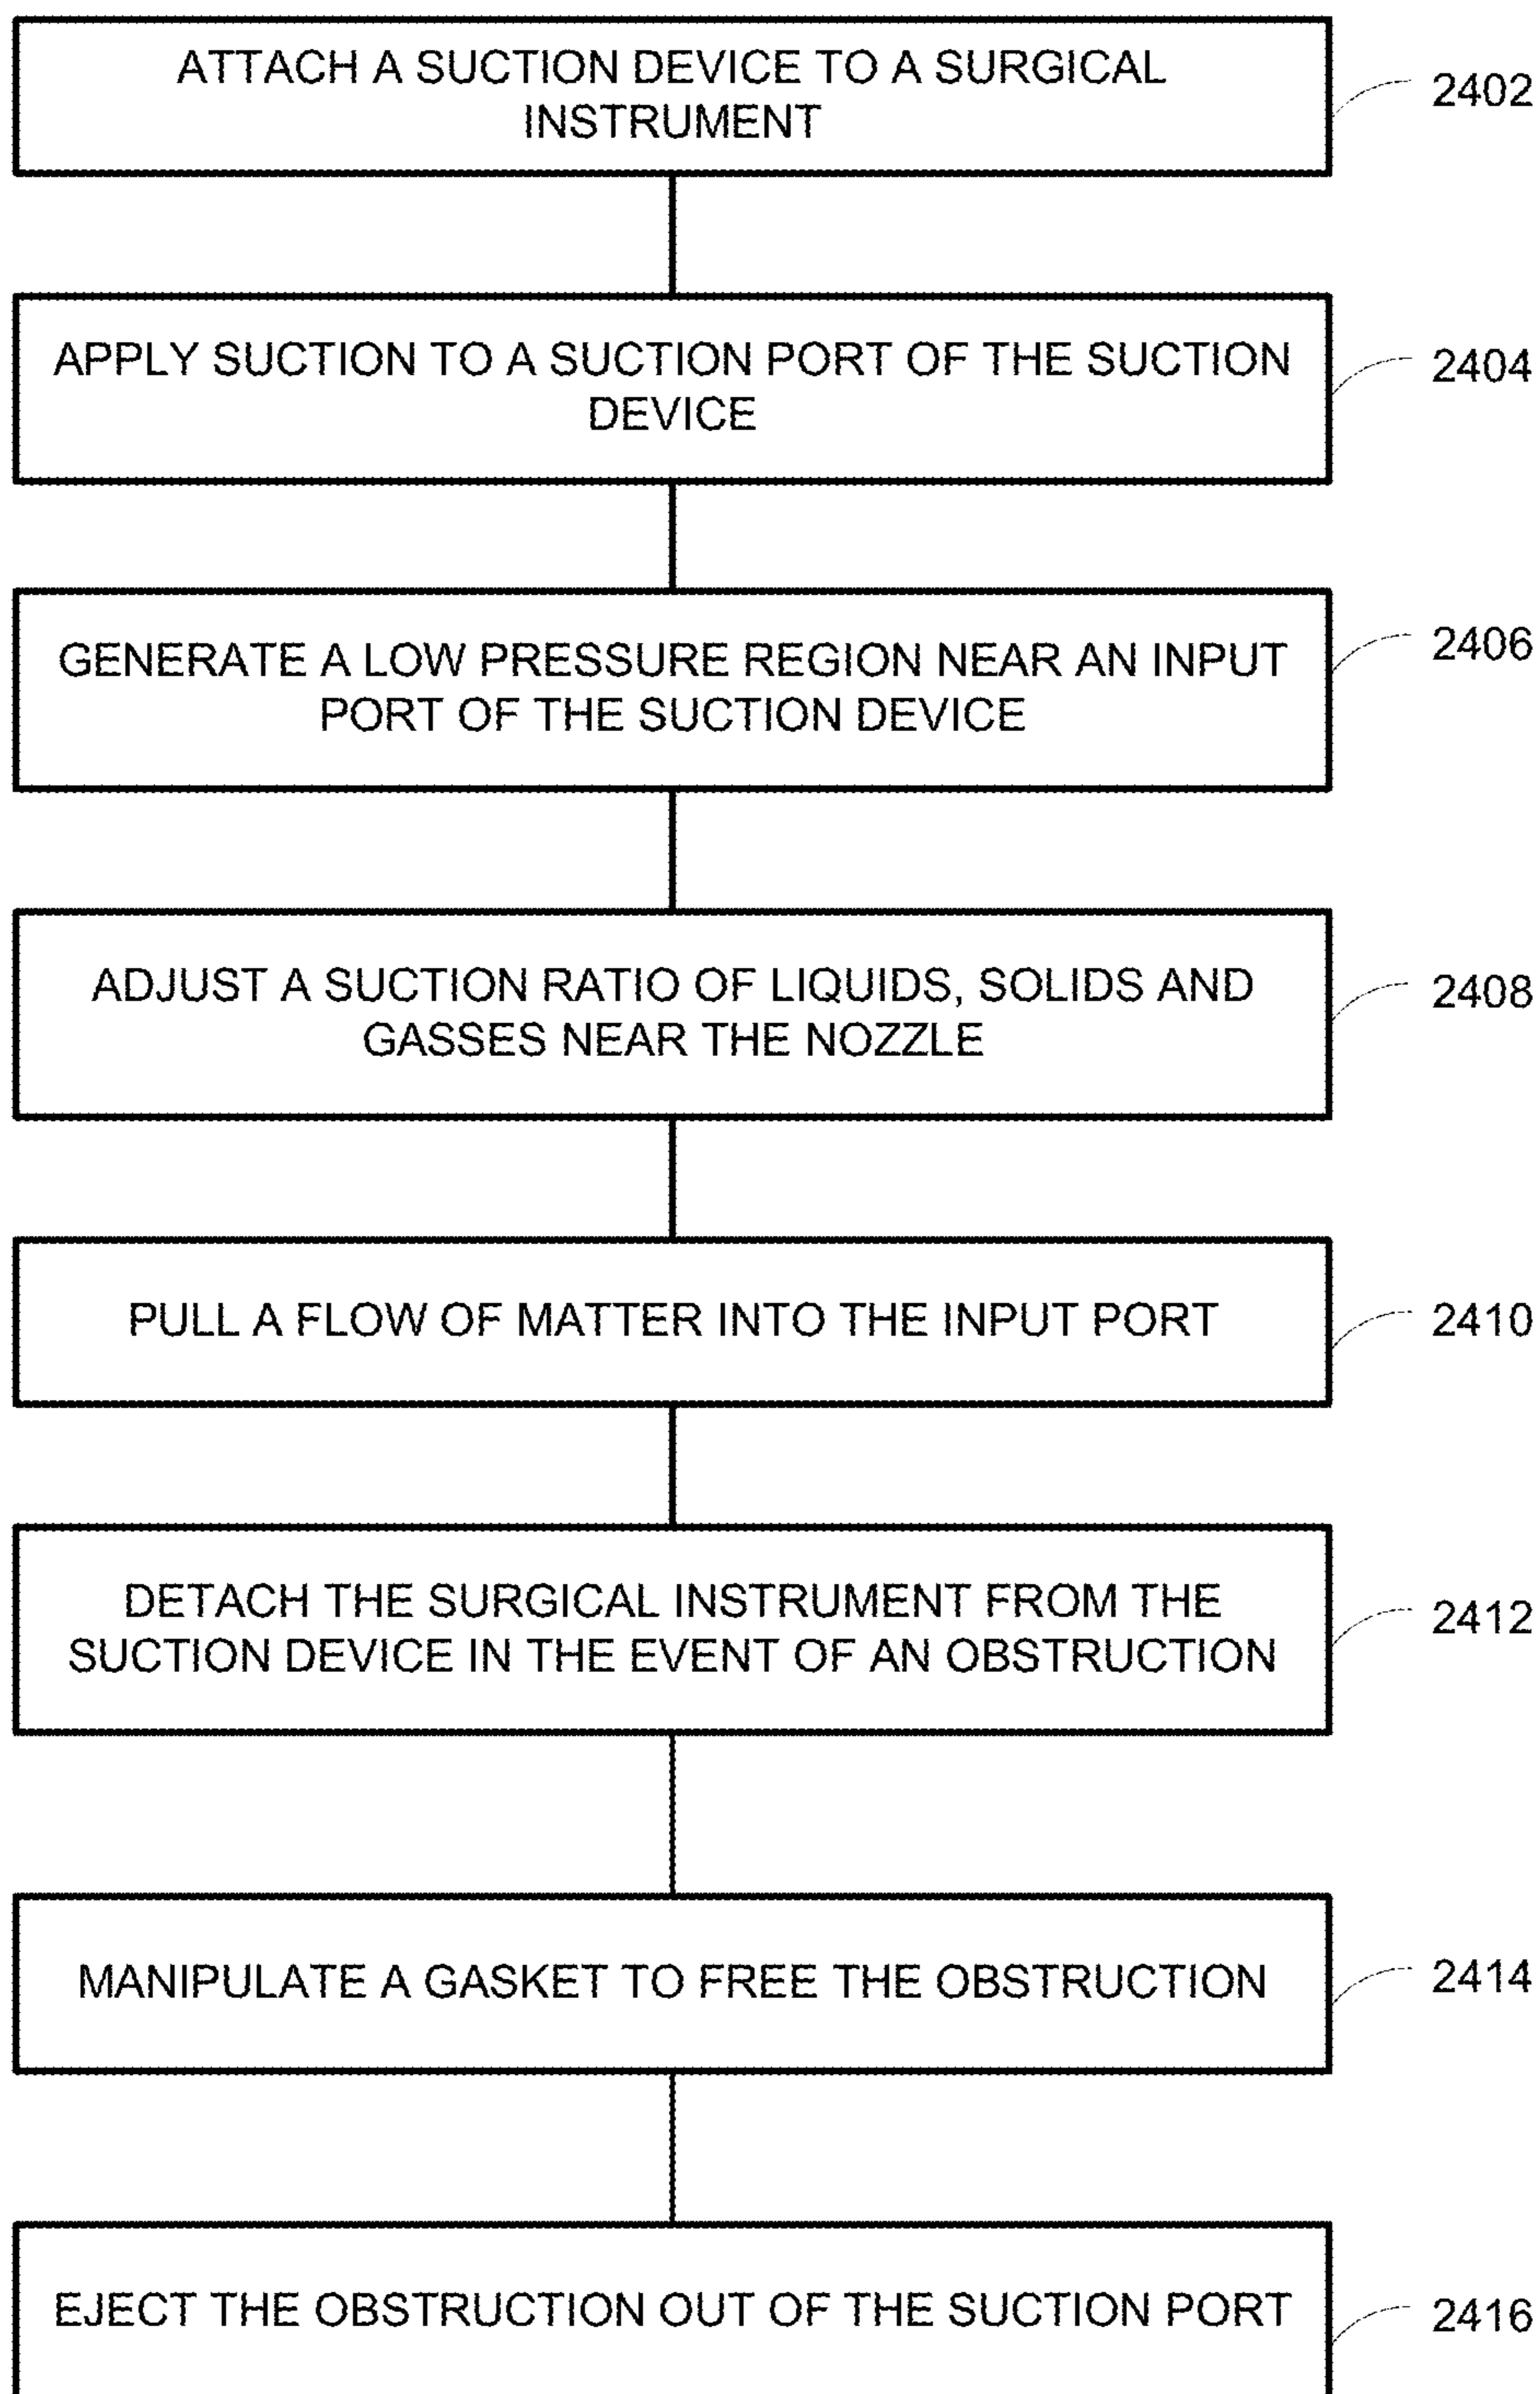 ATTACH A SUCTION DEVICE TO A SURGICAL
INSTRUMENT
2402
APPLY SUCTION TO A SUCTION PORT OF THE SUCTION
DEVICE
2404
GENERATE A LOW PRESSURE REGION NEAR AN INPUT
PORT OF THE SUCTION DEVICE
2406
ADJUST A SUCTION RATIO OF LIQUIDS, SOLIDS AND
GASSES NEAR THE NOZZLE
2408
PULL A FLOW OF MATTER INTO THE INPUT PORT
2410
DETACH THE SURGICAL INSTRUMENT FROM THE
SUCTION DEVICE IN THE EVENT OF AN OBSTRUCTION
2412
MANIPULATE A GASKET TO FREE THE OBSTRUCTION
2414
EJECT THE OBSTRUCTION OUT OF THE SUCTION PORT
2416